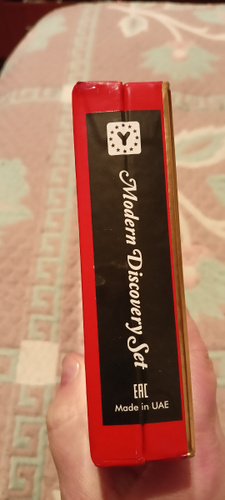 Y
Modern Discovery Set
EAC
Made in UAE